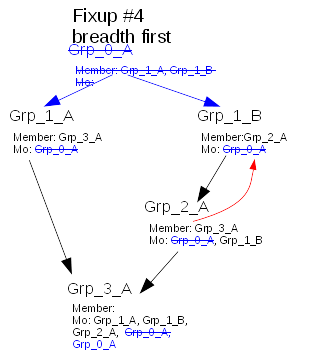 Fixup #4
breadth first
Grp_0_A
Member: Grp_1_A, Grp_1_B
Mo:
Grp_1_A
Member: Grp_3_A
Mo: Grp_0_A
Grp_1_B
Member:Grp_2_A
Mo: Grp_0_A
Grp_2_A
Member: Grp_3_A
Mo: Grp_0_A, Grp_1_B
Grp_3_A
Member:
Mo: Grp_1_A, Grp_1_B,
Grp_2_A, Grp_0_A,
Grp_0_A